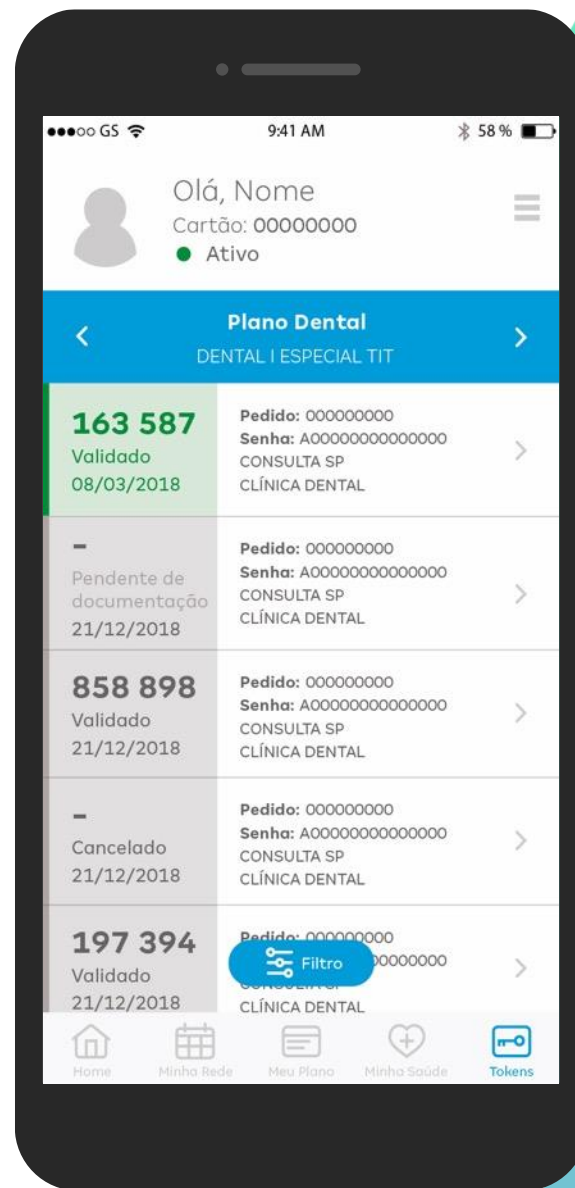 GS 9:41 AM 58 %
Olá, Nome
Cartão: 00000000
Ativo
Plano Dental
DENTAL I ESPECIAL TIT
163 587
Validado
08/03/2018
Pedido: 000000000
Senha: A00000000000000
CONSULTA SP
CLÍNICA DENTAL
-
Pendente de
documentação
21/12/2018
Pedido: 000000000
Senha: A00000000000000
CONSULTA SP
CLÍNICA DENTAL
858 898
Validado
21/12/2018
Pedido: 000000000
Senha: A00000000000000
CONSULTA SP
CLÍNICA DENTAL
-
Cancelado
21/12/2018
Pedido: 000000000
Senha: A00000000000000
CONSULTA SP
CLÍNICA DENTAL
197 394
Validado
21/12/2018
Pedido: 000000000
CLÍNICA DENTAL
Filtro
Home Minha Rede Meu Plano Minha Saúde Tokens